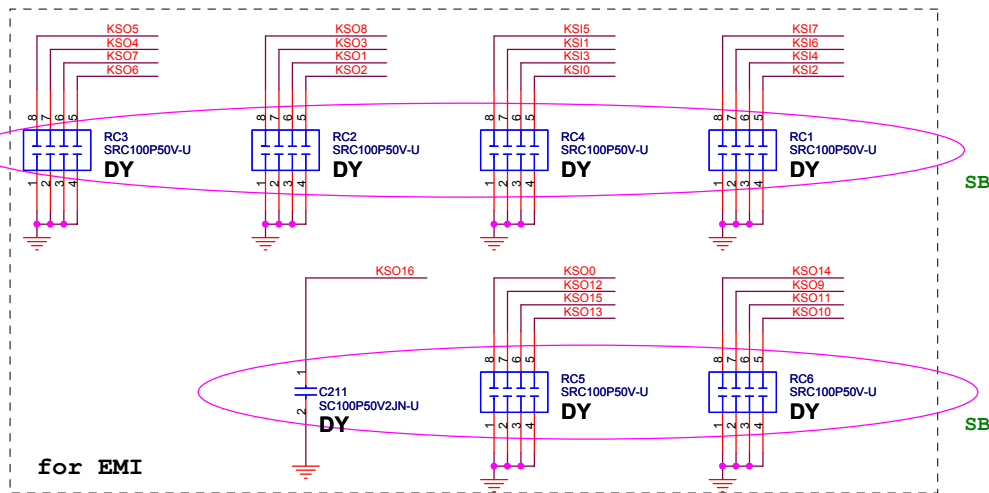 KSO5
KSO4
KSO7
KSO6
8 7 6 5
RC3
SRC100P50V-U
DY
1 2 3 4
KSO8
KSO3
KSO1
KSO2
8 7 6 5
RC2
SRC100P50V-U
DY
1 2 3 4
KSI5
KSI1
KSI3
KSI0
8 7 6 5
RC4
SRC100P50V-U
DY
1 2 3 4
KSI7
KSI6
KSI4
KSI2
8 7 6 5
RC1
SRC100P50V-U
DY
1 2 3 4
SB
KSO16
1
C211
SC100P50V2JN-U
2
DY
KSO0
KSO12
KSO15
KSO13
8 7 6 5
RC5
SRC100P50V-U
DY
1 2 3 4
KSO14
KSO9
KSO11
KSO10
8 7 6 5
RC6
SRC100P50V-U
DY
1 2 3 4
SB
for EMI